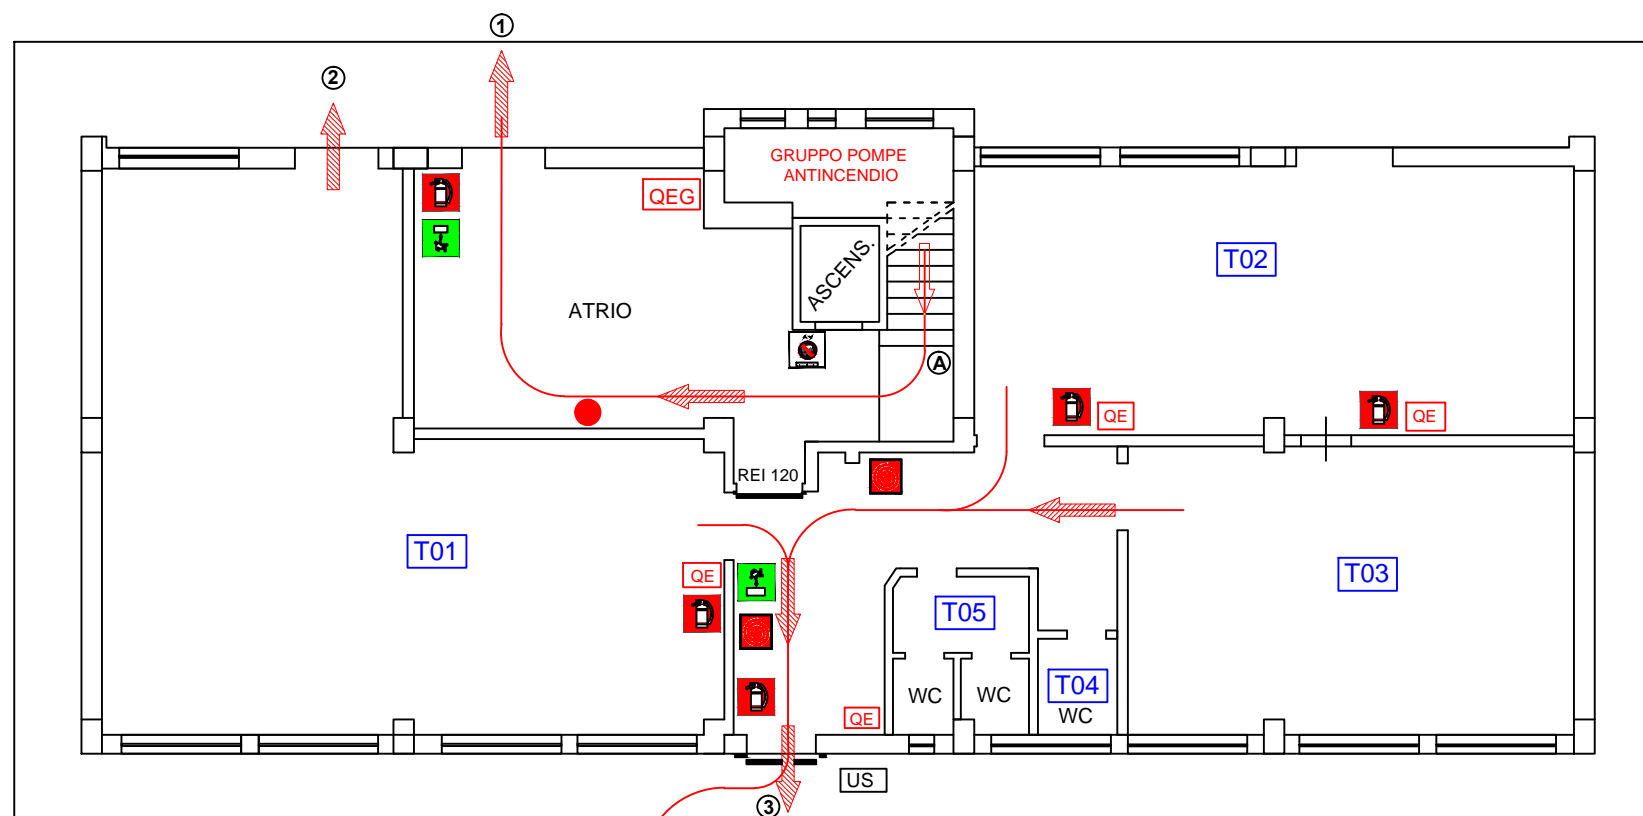 ①
②
GRUPPO POMPE
ANTINCENDIO
QEG
ASCENS.
T02
ATRIO
A
QE
QE
REI 120
T01
QE
T03
T05
T04
WC
WC
WC
QE
US
③